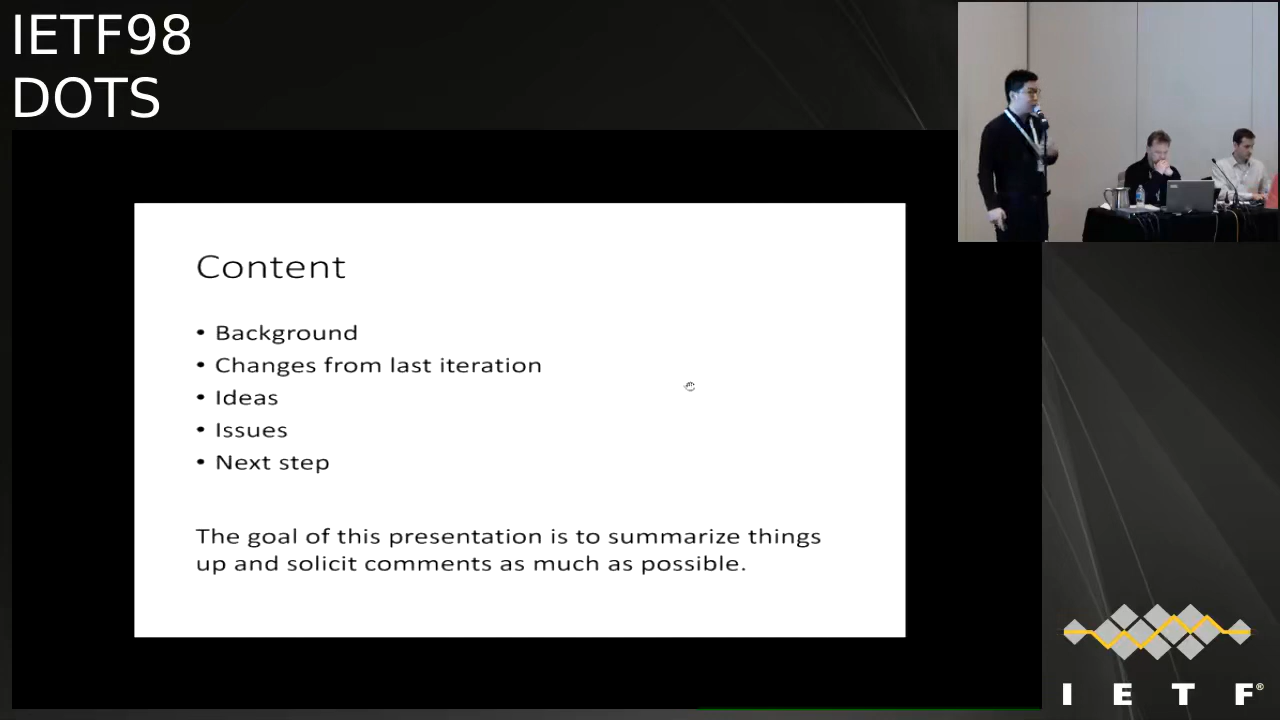 IETF98
DOTS
Content
• Background
• Changes from last iteration
• Ideas
• Issues
• Next step
The goal of this presentation is to summarize things
up and solicit comments as much as possible.
I E T F®